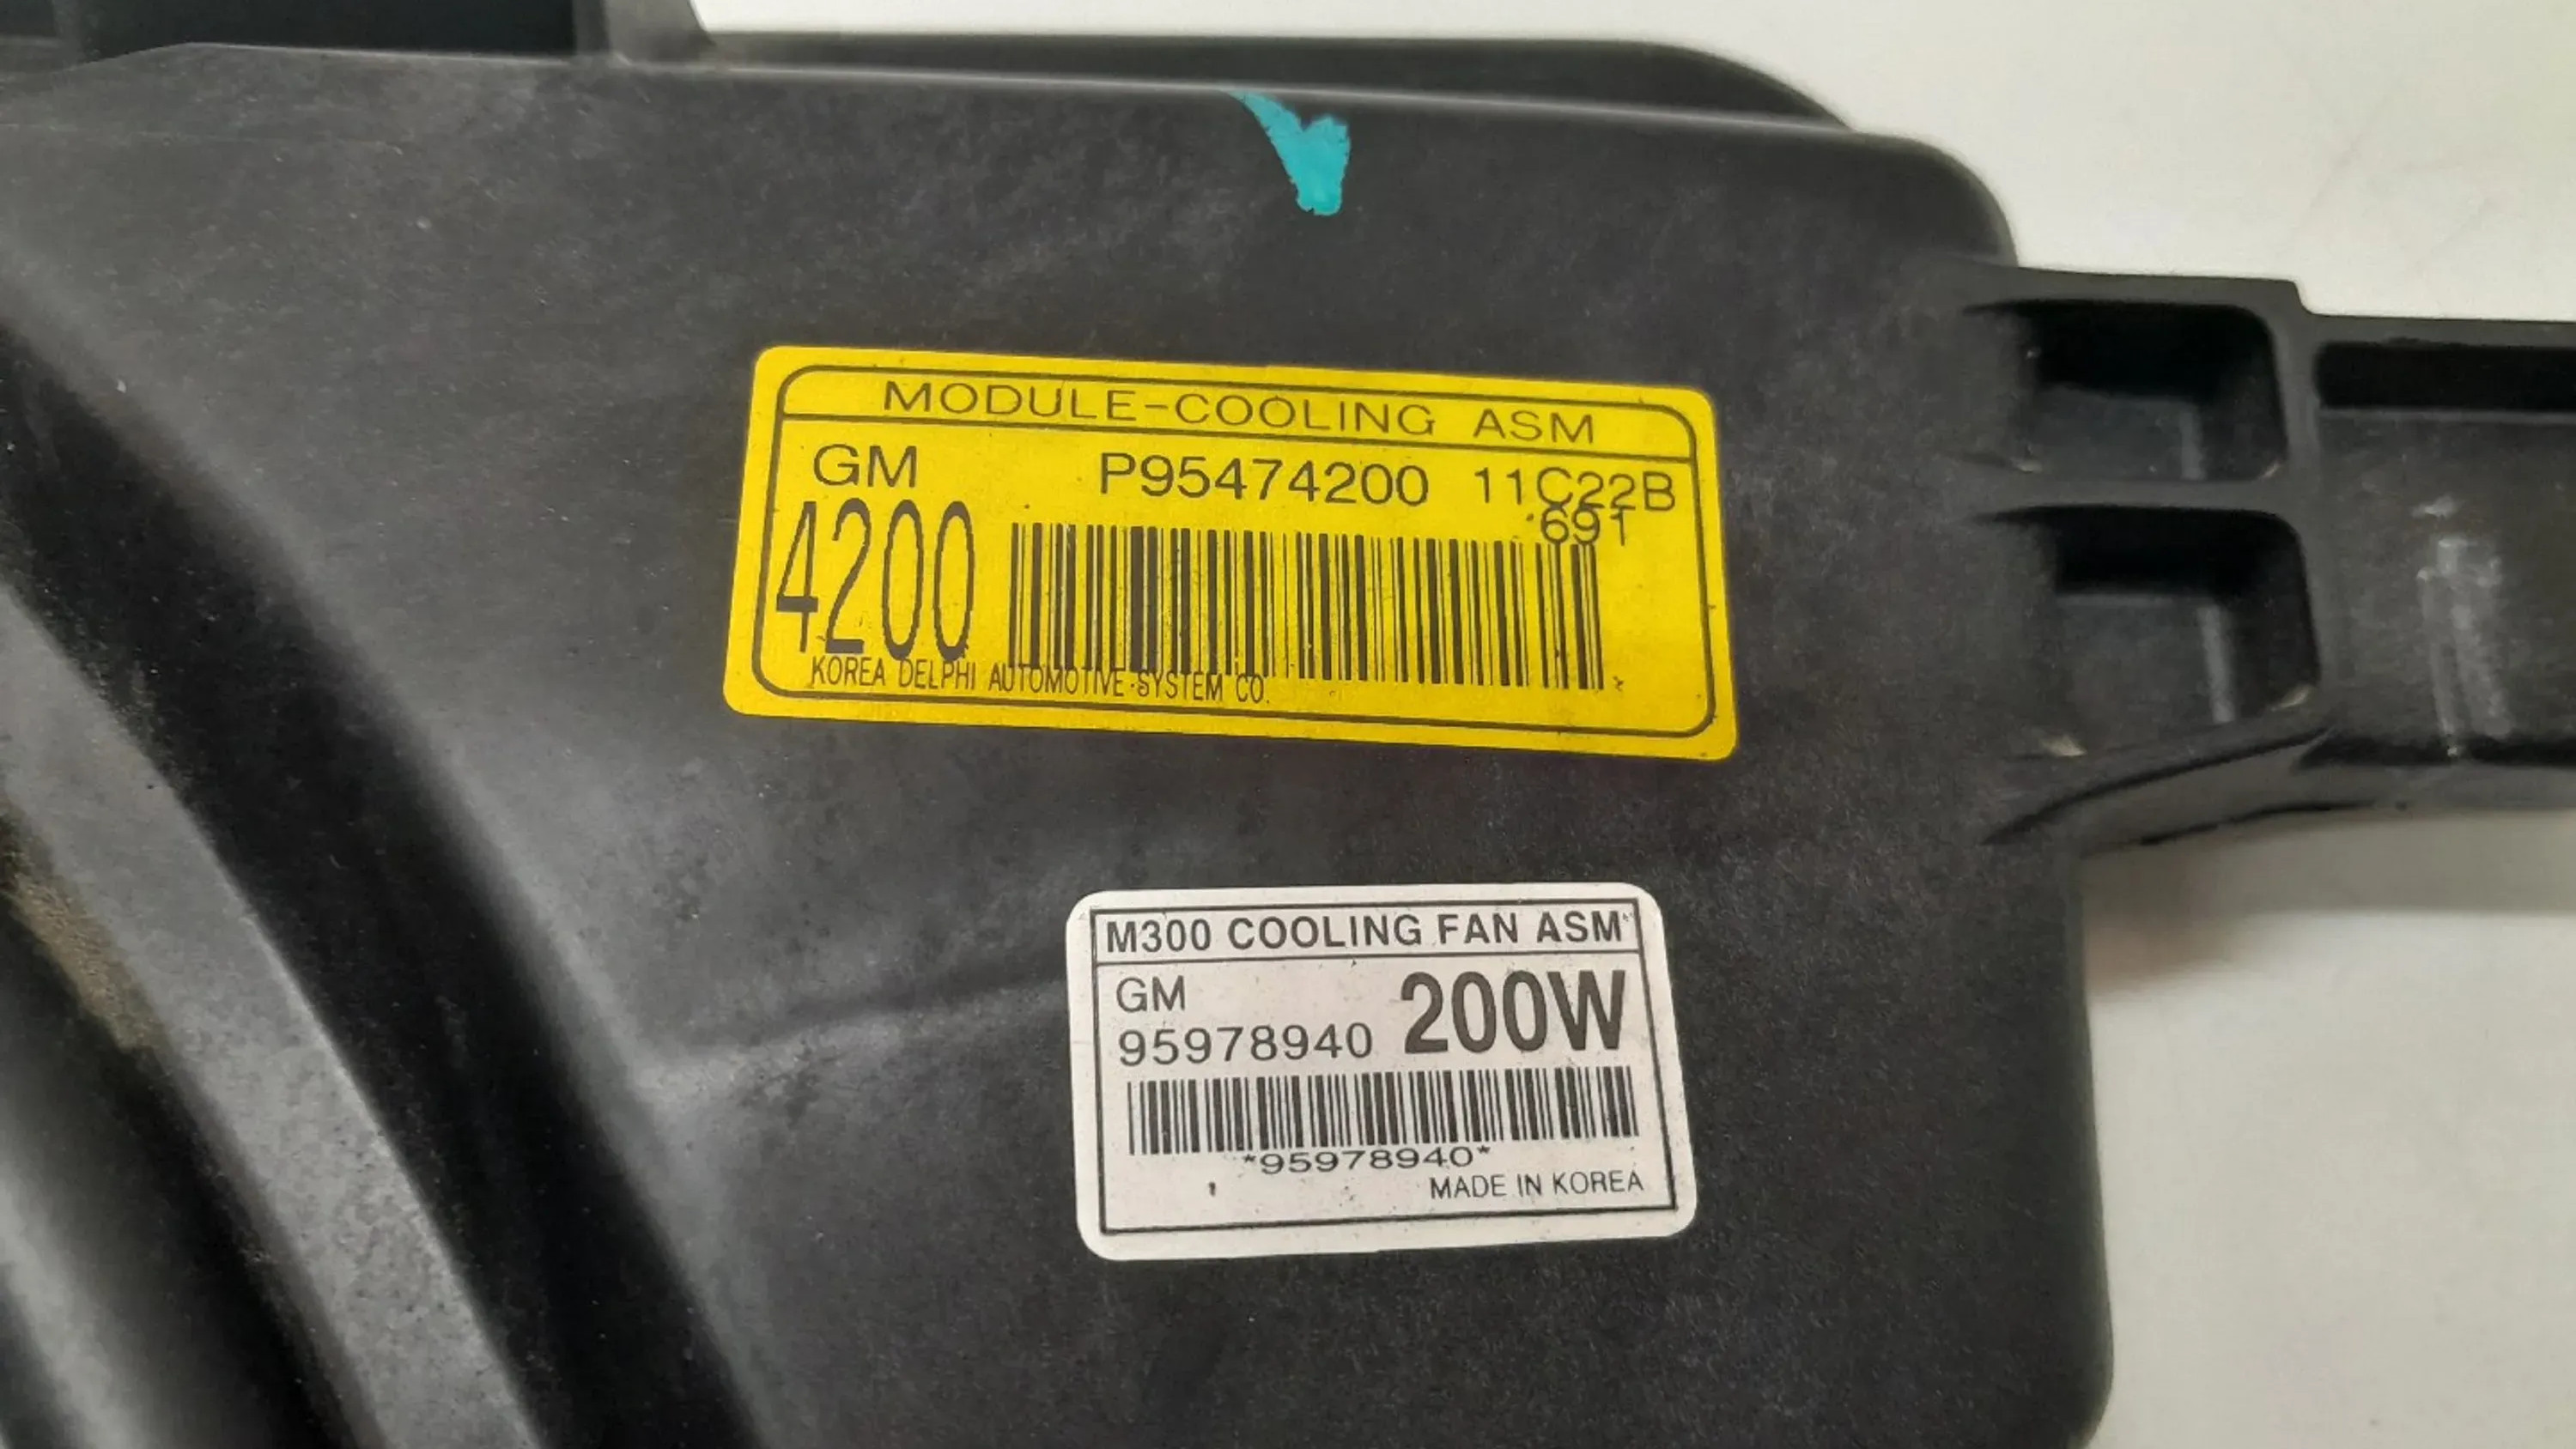 MODULE-COOLING ASM
GM P95474200 11C22B
691
4200
KOREA DELPHI AUTOMOTIVE SYSTEM CO.
M300 COOLING FAN ASM
GM
95978940 200W
*95978940*
MADE IN KOREA